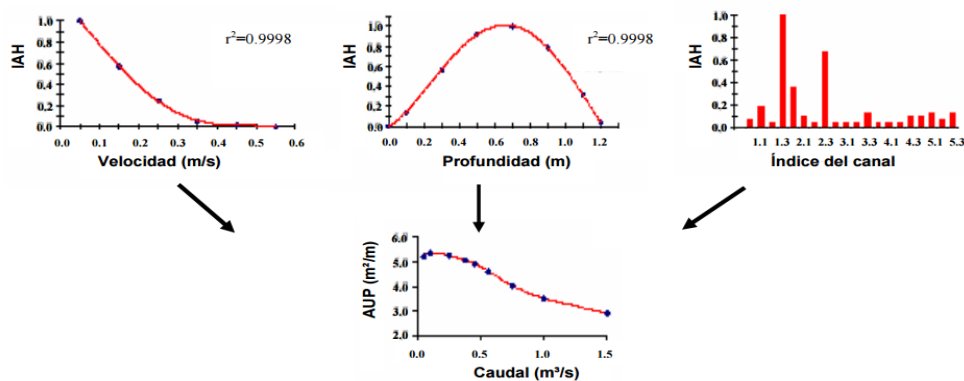 IAH
1.0
0.8
0.6
0.4
0.2
0.0
r²=0.9998
0.0 0.1 0.2 0.3 0.4 0.5 0.6
Velocidad (m/s)
IAH
1.0
0.8
0.6
0.4
0.2
0.0
r²=0.9998
0.0 0.2 0.4 0.6 0.8 1.0 1.2
Profundidad (m)
IAH
1.0
0.8
0.6
0.4
0.2
0.0
1.1 1.3 2.1 2.3 3.1 3.3 4.1 4.3 5.1 5.3
Índice del canal
AUP (m²/m)
6.0
5.0
4.0
3.0
2.0
0.0 0.5 1.0 1.5
Caudal (m³/s)